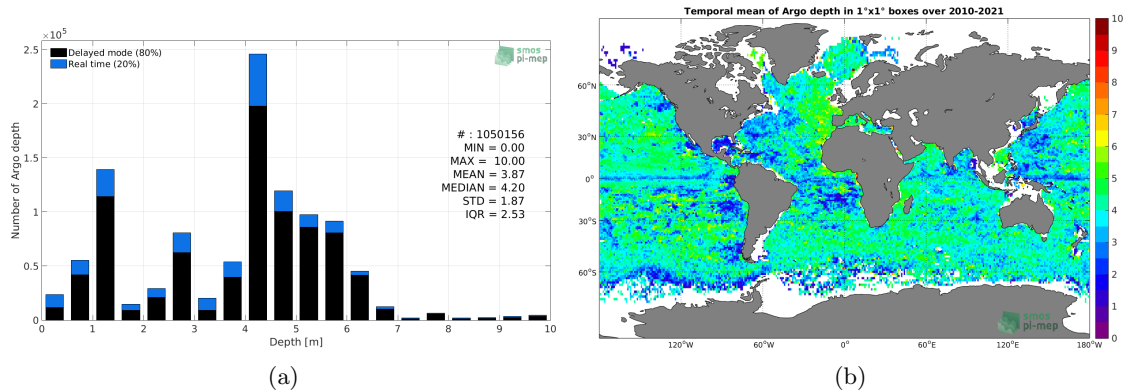 ×10⁵
2.5
2
1.5
1
0.5
0
Number of Argo depth
Delayed mode (80%)
Real time (20%)
smos
pi-mep
# : 1050156
MIN = 0.00
MAX = 10.00
MEAN = 3.87
MEDIAN = 4.20
STD = 1.87
IQR = 2.53
0 1 2 3 4 5 6 7 8 9 10
Depth [m]
(a)
Temporal mean of Argo depth in 1°x1° boxes over 2010-2021
60°N
30°N
0°
30°S
60°S
120°W 60°W 0° 60°E 120°E 180°W
smos
pi-mep
10
9
8
7
6
5
4
3
2
1
0
(b)